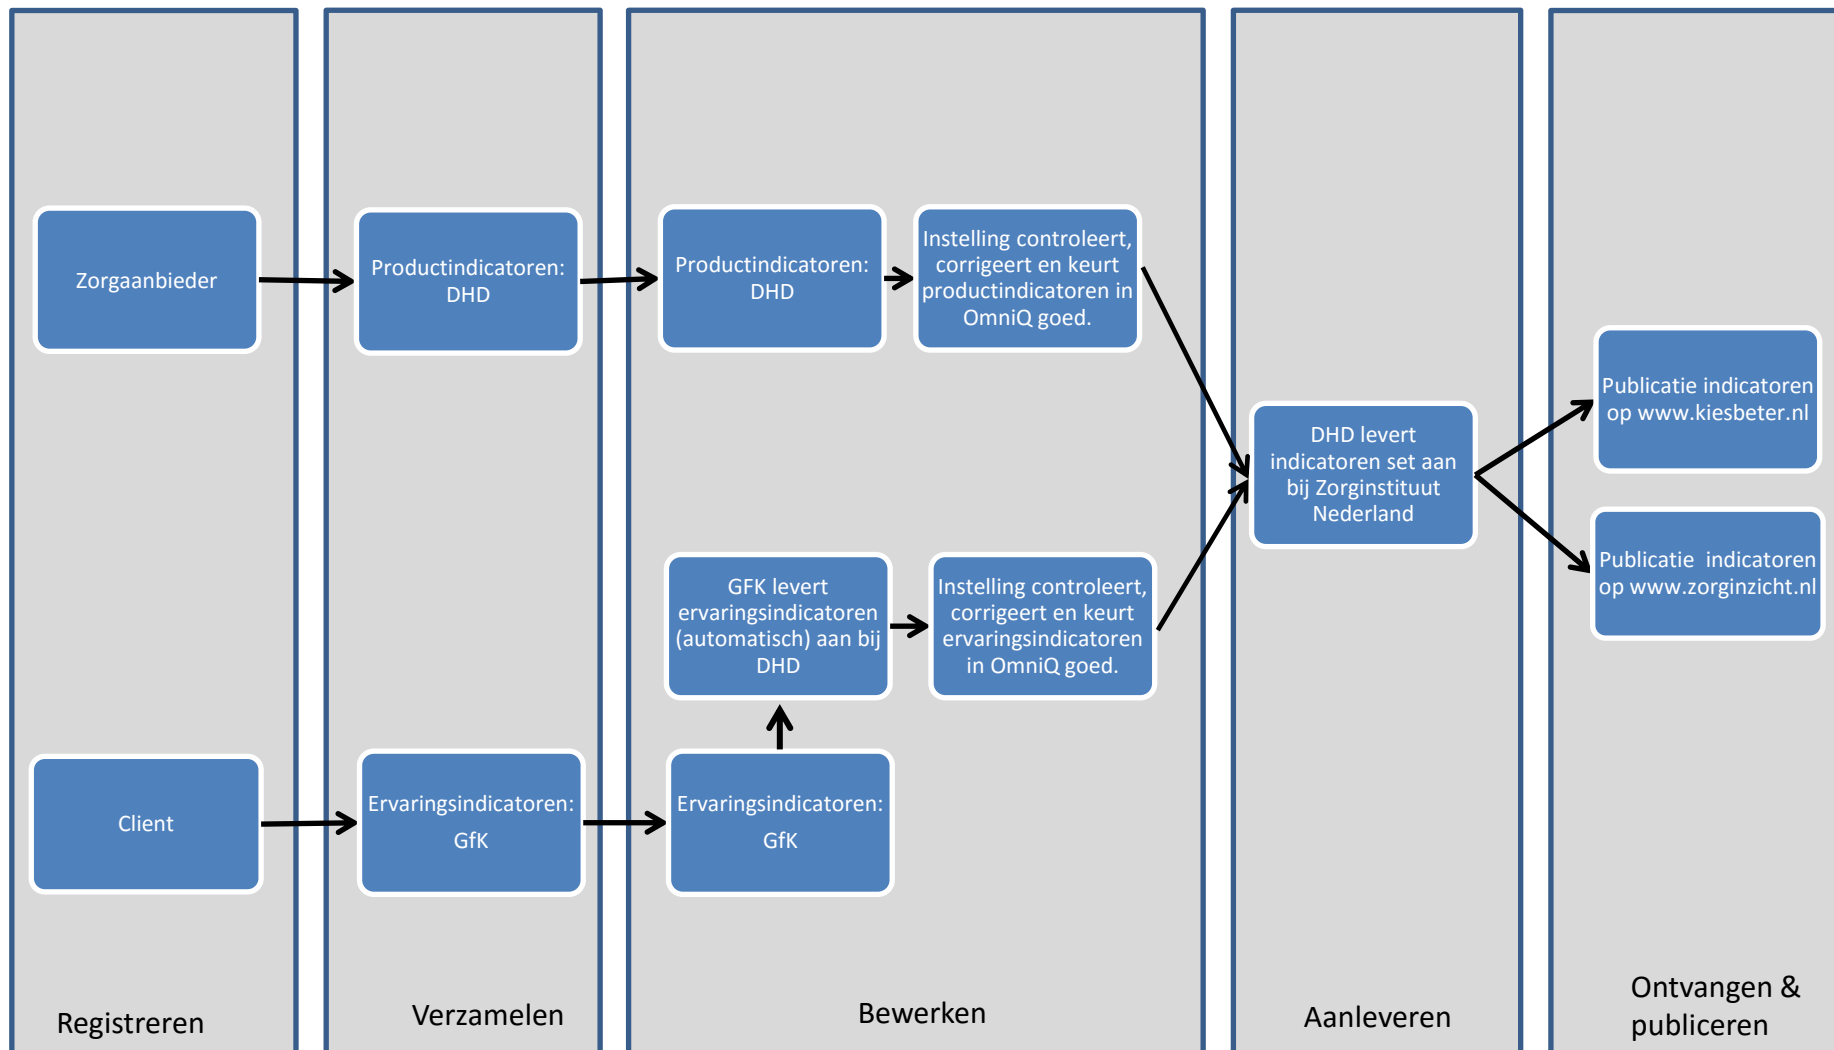 Zorgaanbieder
Productindicatoren:
DHD
Productindicatoren:
DHD
Instelling controleert,
corrigeert en keurt
productindicatoren in
OmniQ goed.
Client
Ervaringsindicatoren:
GfK
Ervaringsindicatoren:
GfK
GFK levert
ervaringsindicatoren
(automatisch) aan bij
DHD
Instelling controleert,
corrigeert en keurt
ervaringsindicatoren
in OmniQ goed.
DHD levert
indicatoren set aan
bij Zorginstituut
Nederland
Publicatie indicatoren
op www.kiesbeter.nl
Publicatie  indicatoren
op www.zorginzicht.nl
Registreren
Verzamelen
Bewerken
Aanleveren
Ontvangen &
publiceren